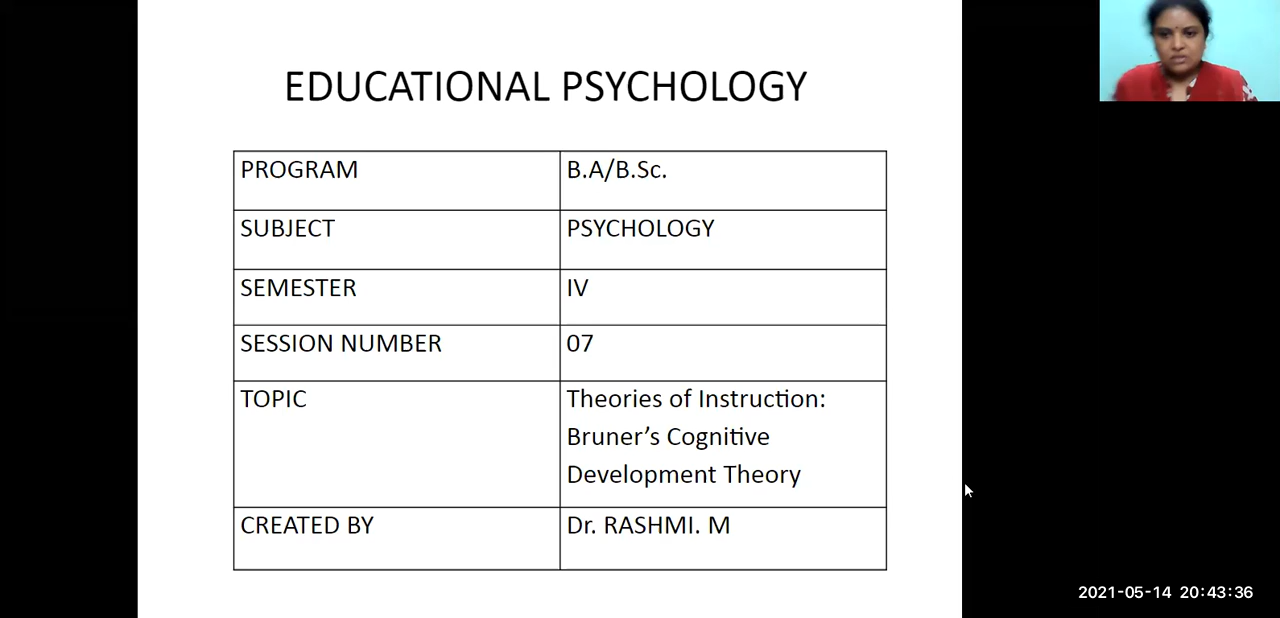 EDUCATIONAL PSYCHOLOGY
PROGRAM B.A/B.Sc.
SUBJECT PSYCHOLOGY
SEMESTER IV
SESSION NUMBER 07
TOPIC Theories of Instruction:
Bruner’s Cognitive
Development Theory
CREATED BY Dr. RASHMI. M
2021-05-14 20:43:36